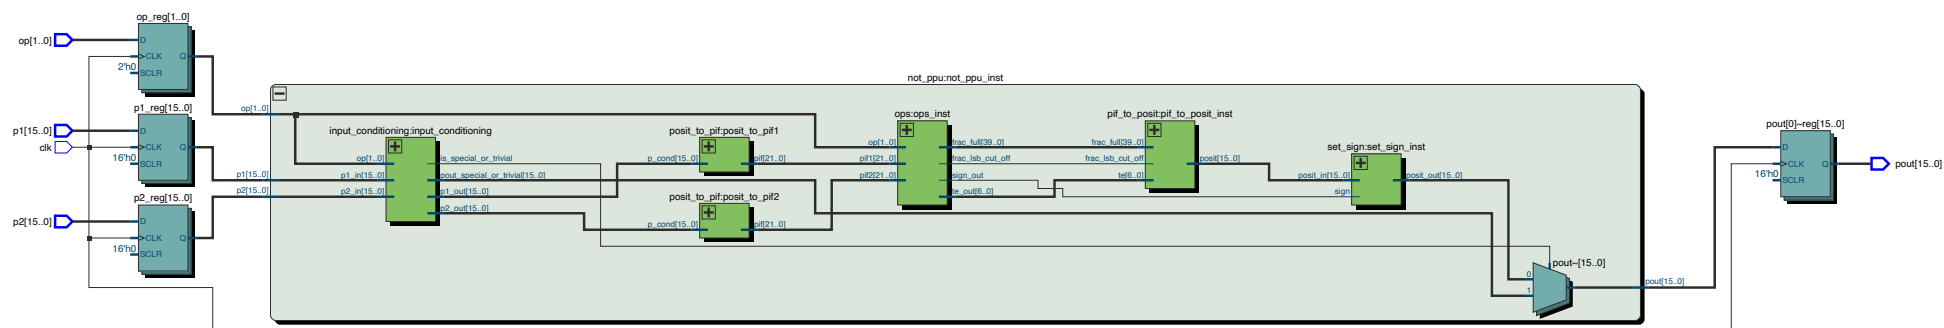 op_reg[1..0]
op[1..0]
D
CLK
Q
2'h0
SCLR
p1_reg[15..0]
p1[15..0]
D
clk
CLK
Q
16'h0
SCLR
p2_reg[15..0]
p2[15..0]
D
CLK
Q
16'h0
SCLR
not_ppu:not_ppu_inst
op[1..0]
p1[15..0]
p2[15..0]
input_conditioning:input_conditioning
op[1..0]
p1_in[15..0]
p2_in[15..0]
is_special_or_trivial
pout_special_or_trivial[15..0]
p1_out[15..0]
p2_out[15..0]
posit_to_pif:posit_to_pif1
p_cond[15..0]
pif[21..0]
posit_to_pif:posit_to_pif2
p_cond[15..0]
pif[21..0]
ops:ops_inst
op[1..0]
pif1[21..0]
pif2[21..0]
frac_full[39..0]
frac_lsb_cut_off
sign_out
te_out[6..0]
pif_to_posit:pif_to_posit_inst
frac_full[39..0]
frac_lsb_cut_off
te[6..0]
posit[15..0]
set_sign:set_sign_inst
posit_in[15..0]
sign
posit_out[15..0]
pout~[15..0]
0
1
pout[15..0]
pout[0]~reg[15..0]
D
CLK
Q
16'h0
SCLR
pout[15..0]